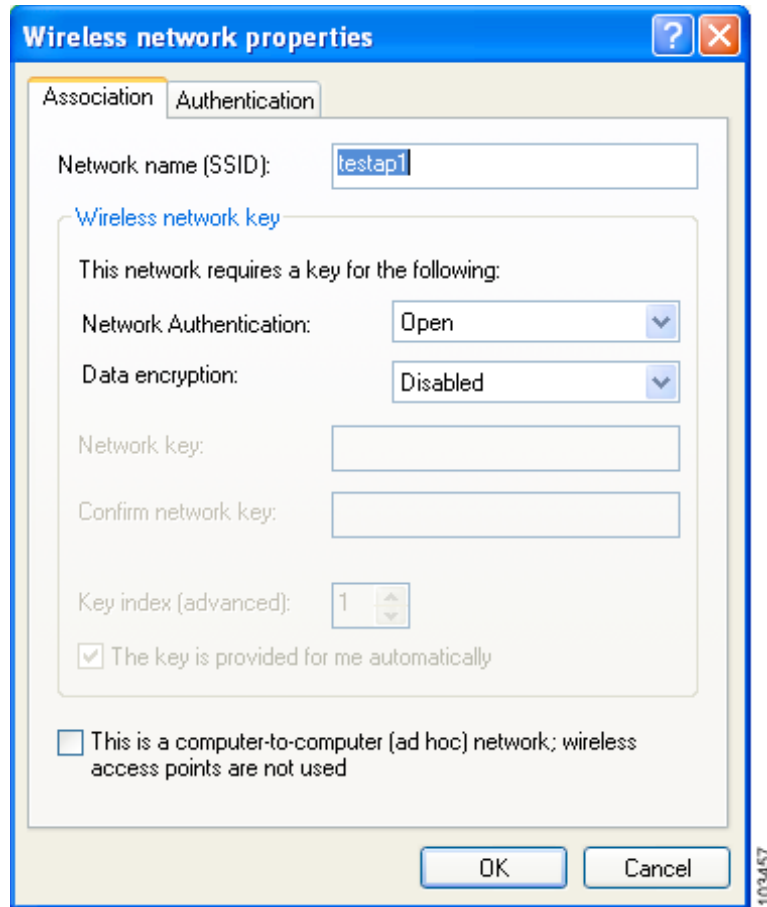 Wireless network properties
?
Association
Authentication
Network name (SSID):
testap1
Wireless network key
This network requires a key for the following:
Network Authentication:
Open
Data encryption:
Disabled
Network key:
Confirm network key:
Key index (advanced):
1
The key is provided for me automatically
This is a computer-to-computer (ad hoc) network; wireless
access points are not used
OK
Cancel
103457